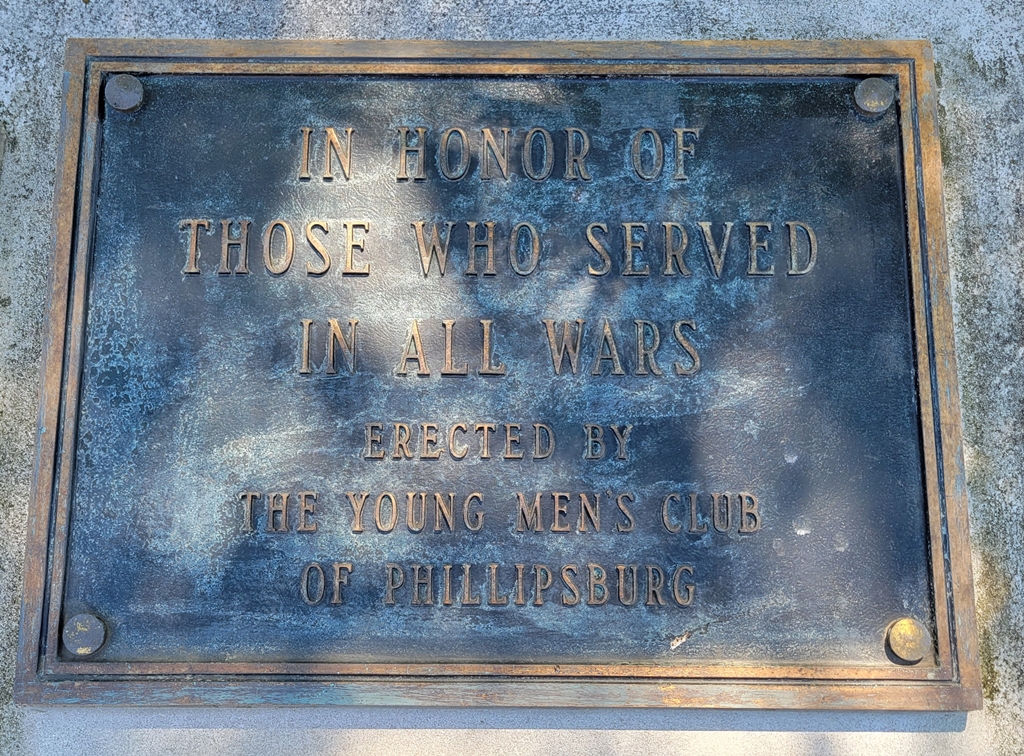 IN HONOR OF
THOSE WHO SERVED
IN ALL WARS
ERECTED BY
THE YOUNG MEN'S CLUB
OF PHILLIPSBURG